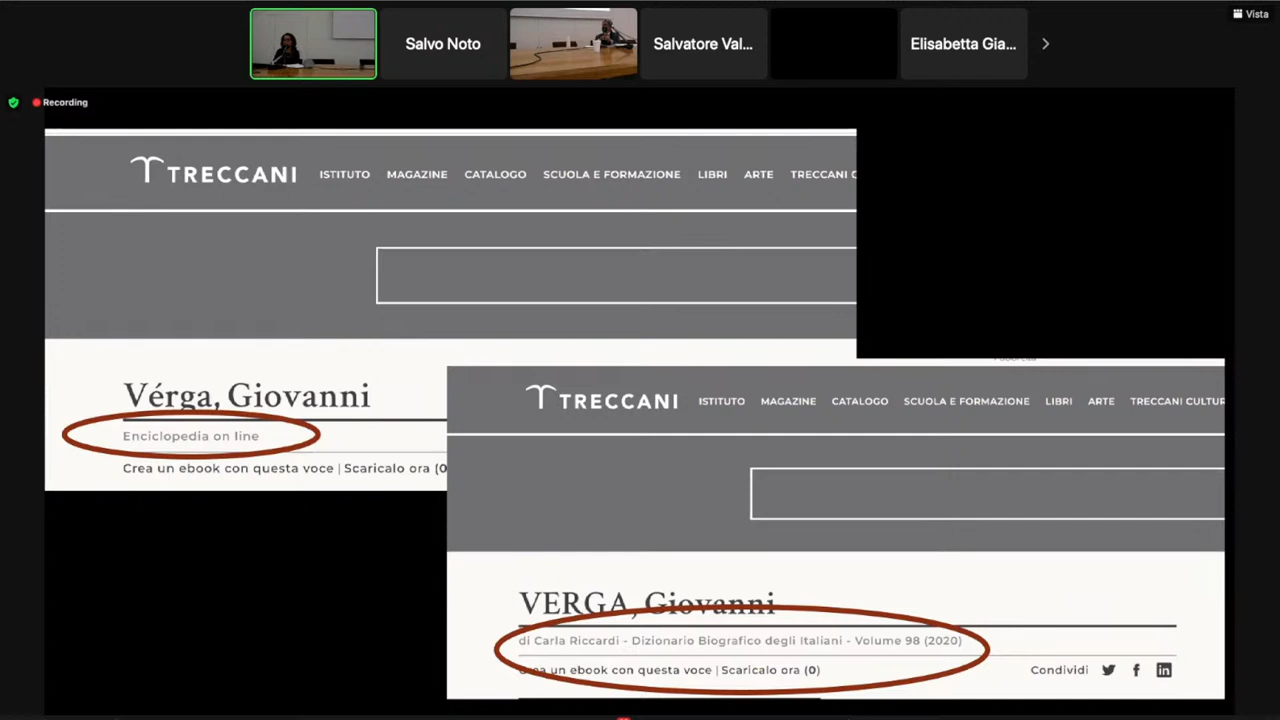 Vista
Salvo Noto
Salvatore Val...
Elisabetta Gia...
Recording
TRECCANI ISTITUTO MAGAZINE CATALOGO SCUOLA E FORMAZIONE LIBRI ARTE TRECCANI C
Vérga, Giovanni
Enciclopedia on line
Crea un ebook con questa voce | Scaricalo ora (0
TRECCANI ISTITUTO MAGAZINE CATALOGO SCUOLA E FORMAZIONE LIBRI ARTE TRECCANI CULTUR
VERGA, Giovanni
di Carla Riccardi - Dizionario Biografico degli Italiani - Volume 98 (2020)
Crea un ebook con questa voce | Scaricalo ora (0) Condividi